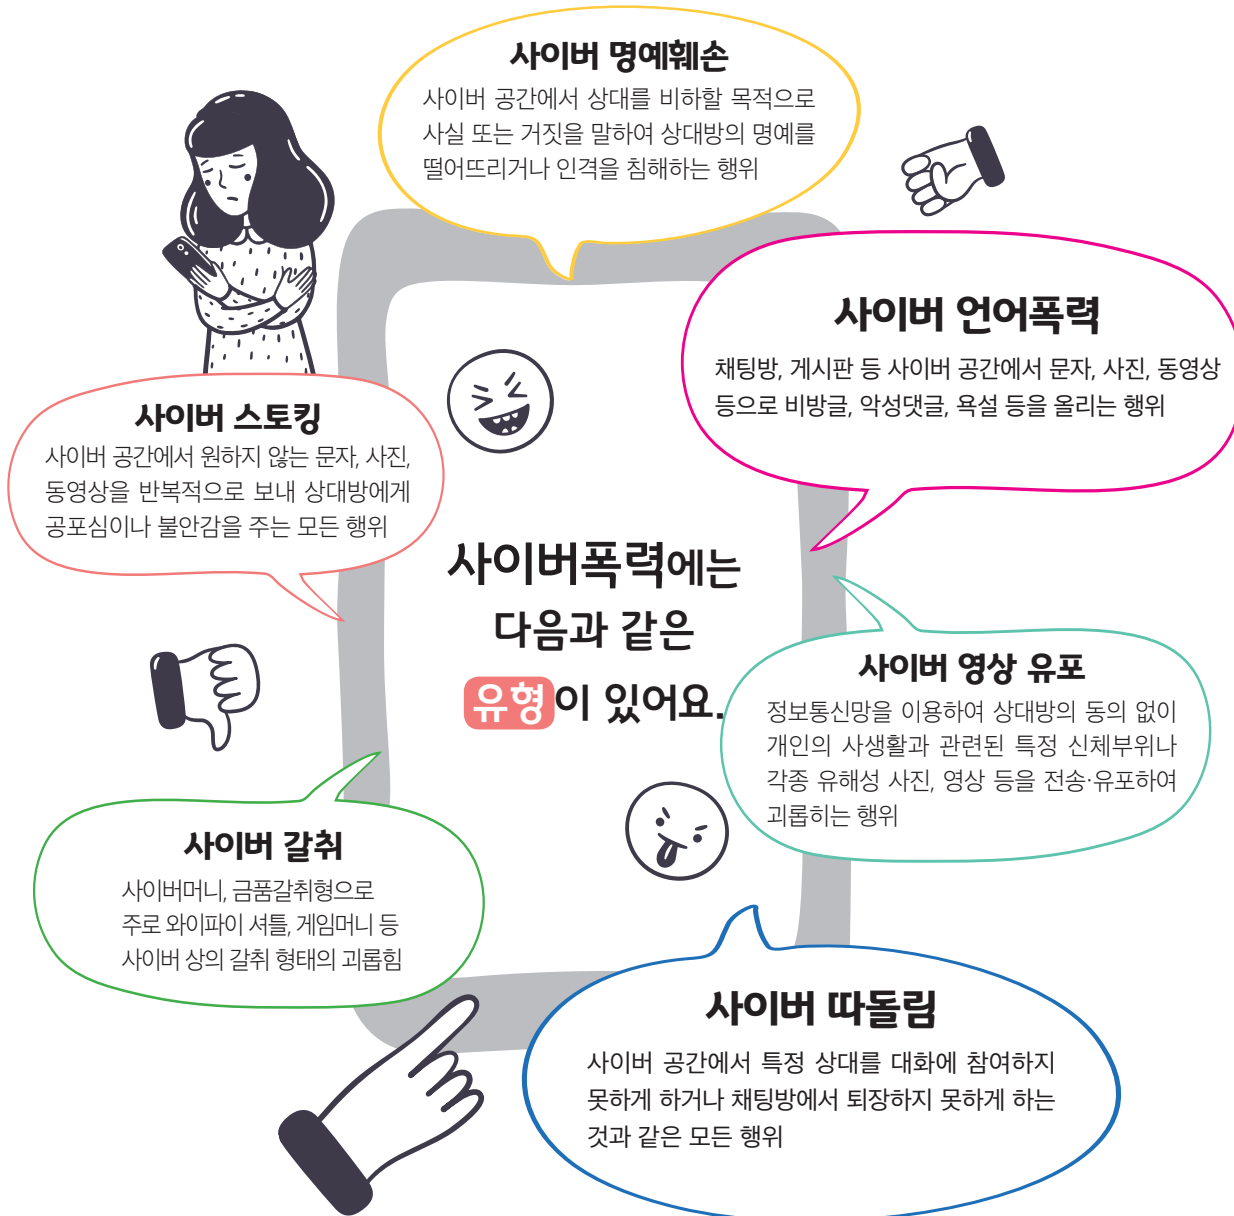 사이버 명예훼손
사이버 공간에서 상대를 비하할 목적으로
사실 또는 거짓을 말하여 상대방의 명예를
떨어뜨리거나 인격을 침해하는 행위
사이버 언어폭력
채팅방, 게시판 등 사이버 공간에서 문자, 사진, 동영상
등으로 비방글, 악성댓글, 욕설 등을 올리는 행위
사이버 스토킹
사이버 공간에서 원하지 않는 문자, 사진,
동영상을 반복적으로 보내 상대방에게
공포심이나 불안감을 주는 모든 행위
사이버폭력에는
다음과 같은
유형이 있어요.
사이버 영상 유포
정보통신망을 이용하여 상대방의 동의 없이
개인의 사생활과 관련된 특정 신체부위나
각종 유해성 사진, 영상 등을 전송·유포하여
괴롭히는 행위
사이버 갈취
사이버머니, 금품갈취형으로
주로 와이파이 셔틀, 게임머니 등
사이버 상의 갈취 형태의 괴롭힘
사이버 따돌림
사이버 공간에서 특정 상대를 대화에 참여하지
못하게 하거나 채팅방에서 퇴장하지 못하게 하는
것과 같은 모든 행위